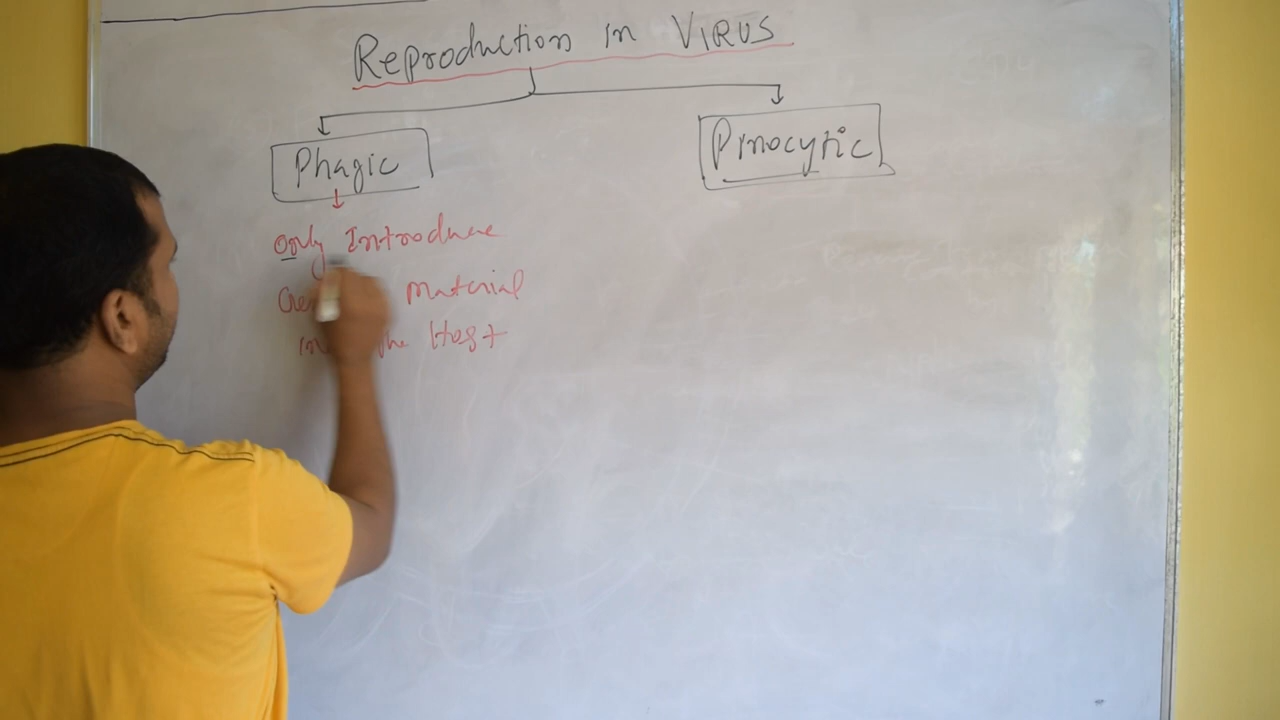 Reproduction in VIRUS
Phagic
Pinocytic
Only Introduce
Material
the Host